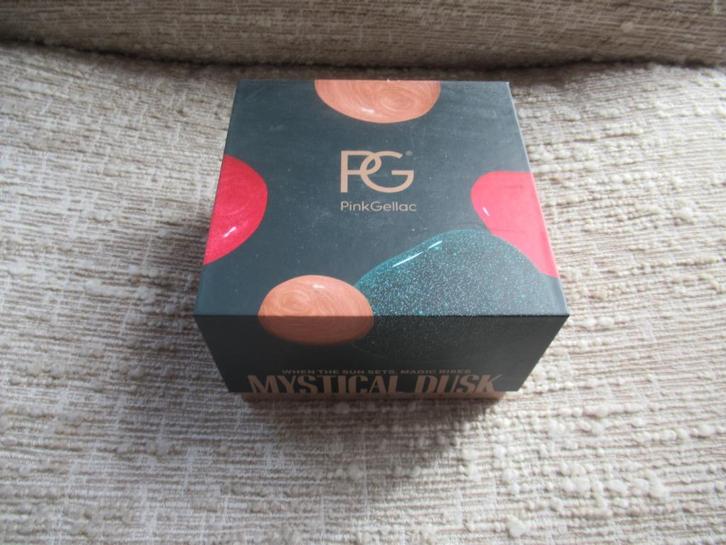 PG®
PinkGellac
WHEN THE SUN SETS, MAGIC RISES
MYSTICAL DUSK